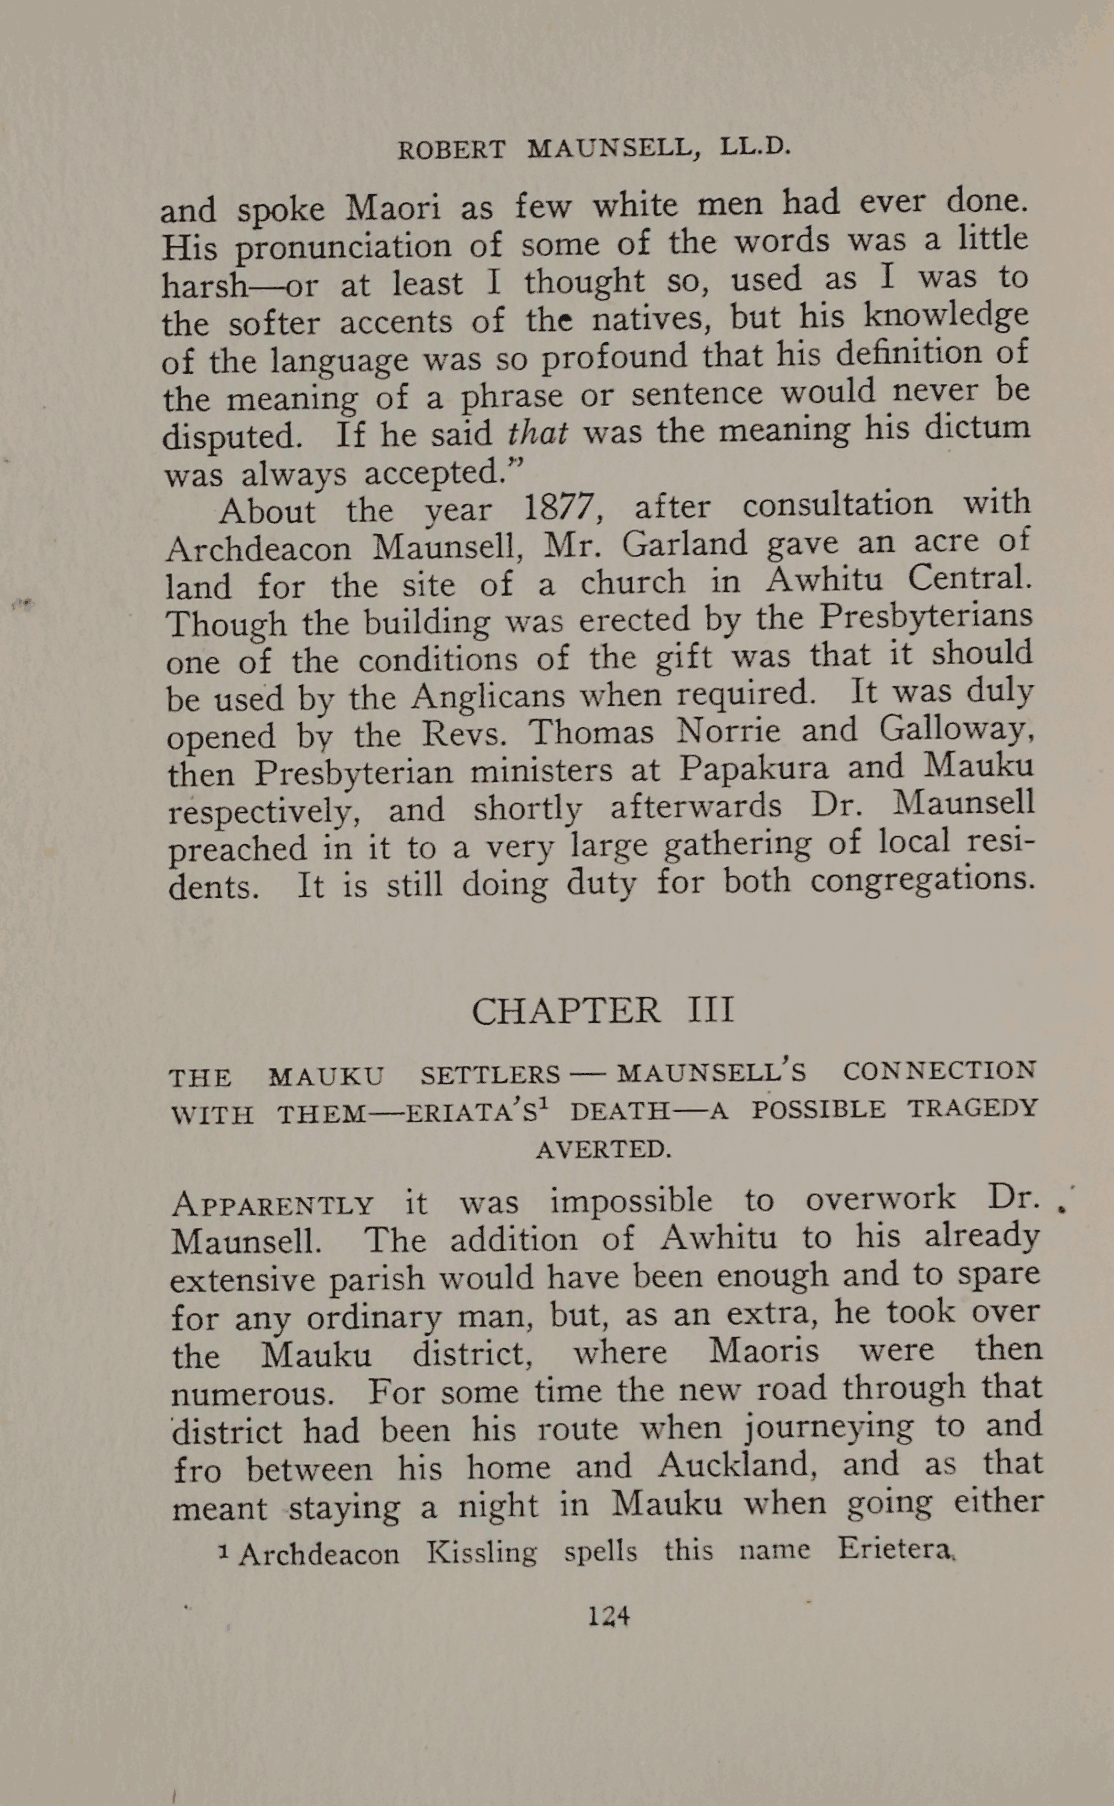 ROBERT MAUNSELL, LL.D.
and spoke Maori as few white men had ever done.
His pronunciation of some of the words was a little
harsh—or at least I thought so, used as I was to
the softer accents of the natives, but his knowledge
of the language was so profound that his definition of
the meaning of a phrase or sentence would never be
disputed. If he said that was the meaning his dictum
was always accepted.”
About the year 1877, after consultation with
Archdeacon Maunsell, Mr. Garland gave an acre of
land for the site of a church in Awhitu Central.
Though the building was erected by the Presbyterians
one of the conditions of the gift was that it should
be used by the Anglicans when required. It was duly
opened by the Revs. Thomas Norrie and Galloway,
then Presbyterian ministers at Papakura and Mauku
respectively, and shortly afterwards Dr. Maunsell
preached in it to a very large gathering of local resi-
dents. It is still doing duty for both congregations.
CHAPTER III
THE MAUKU SETTLERS — MAUNSELL'S CONNECTION
WITH THEM—ERIATA'S¹ DEATH—A POSSIBLE TRAGEDY
AVERTED.
APPARENTLY it was impossible to overwork Dr.
Maunsell. The addition of Awhitu to his already
extensive parish would have been enough and to spare
for any ordinary man, but, as an extra, he took over
the Mauku district, where Maoris were then
numerous. For some time the new road through that
district had been his route when journeying to and
fro between his home and Auckland, and as that
meant staying a night in Mauku when going either
1 Archdeacon Kissling spells this name Erietera.
124